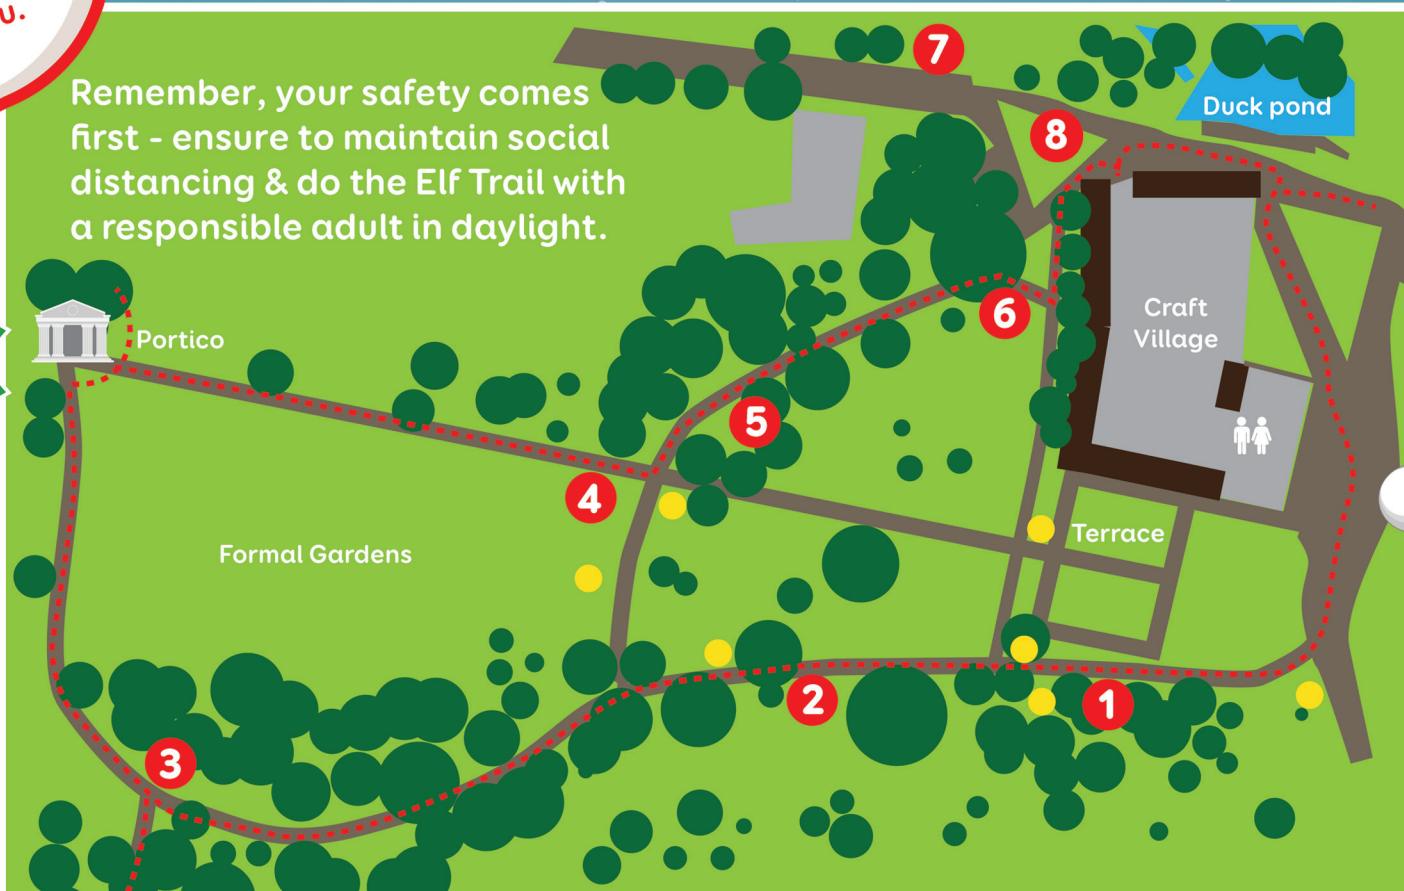 u.
Remember, your safety comes
first - ensure to maintain social
distancing & do the Elf Trail with
a responsible adult in daylight.
7
8
Duck pond
Craft
Village
6
Portico
5
4
Terrace
Formal Gardens
2
1
3